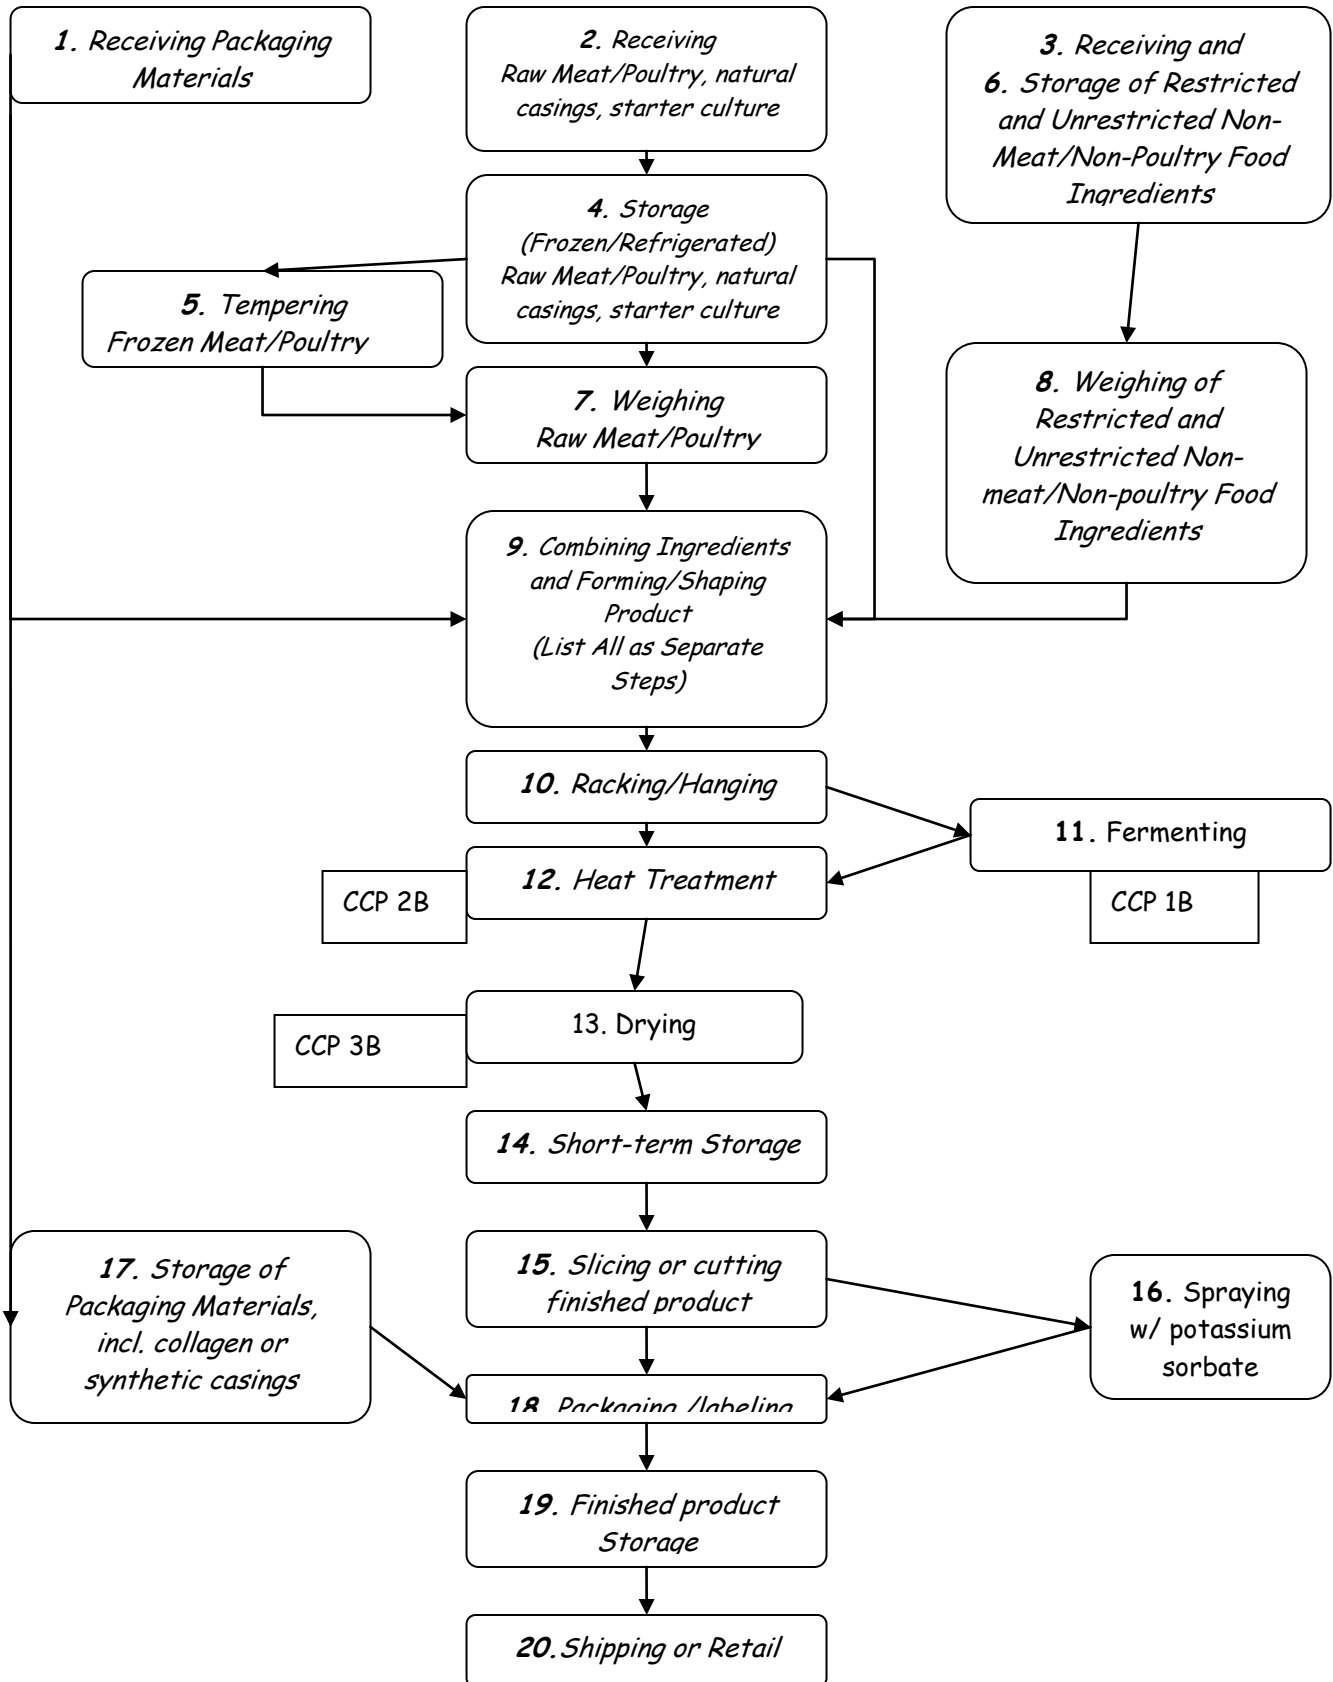 1. Receiving Packaging
Materials
2. Receiving
Raw Meat/Poultry, natural
casings, starter culture
3. Receiving and
6. Storage of Restricted
and Unrestricted Non-
Meat/Non-Poultry Food
Ingredients
4. Storage
(Frozen/Refrigerated)
Raw Meat/Poultry, natural
casings, starter culture
5. Tempering
Frozen Meat/Poultry
7. Weighing
Raw Meat/Poultry
8. Weighing of
Restricted and
Unrestricted Non-
meat/Non-poultry Food
Ingredients
9. Combining Ingredients
and Forming/Shaping
Product
(List All as Separate
Steps)
10. Racking/Hanging
11. Fermenting
CCP 1B
12. Heat Treatment
CCP 2B
13. Drying
CCP 3B
14. Short-term Storage
15. Slicing or cutting
finished product
16. Spraying
w/ potassium
sorbate
17. Storage of
Packaging Materials,
incl. collagen or
synthetic casings
18. Packaging /labeling
19. Finished product
Storage
20.Shipping or Retail